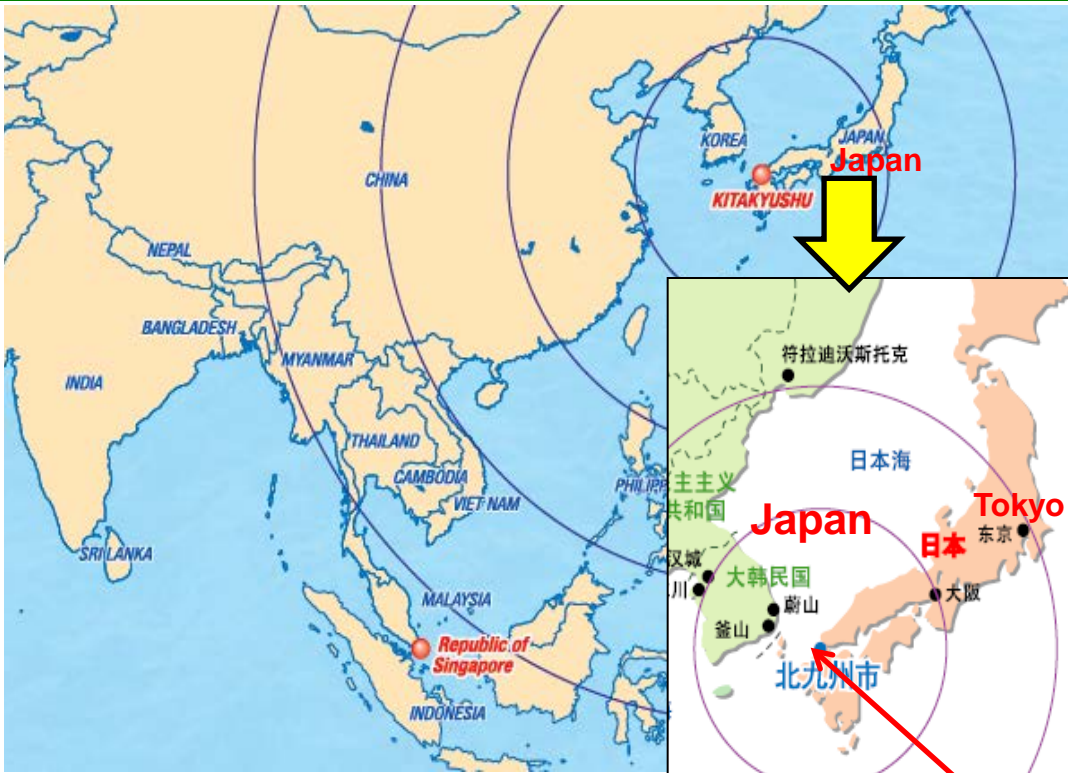 KOREA
JAPAN
Japan
KITAKYUSHU
CHINA
NEPAL
BANGLADESH
MYANMAR
INDIA
THAILAND
CAMBODIA
VIET NAM
PHILIPP
SRI LANKA
MALAYSIA
Republic of
Singapore
INDONESIA
符拉迪沃斯托克
日本海
主主义
共和国
Japan
Tokyo
日本
东京
汉城
川
大韩民国
蔚山
釜山
大阪
北九州市